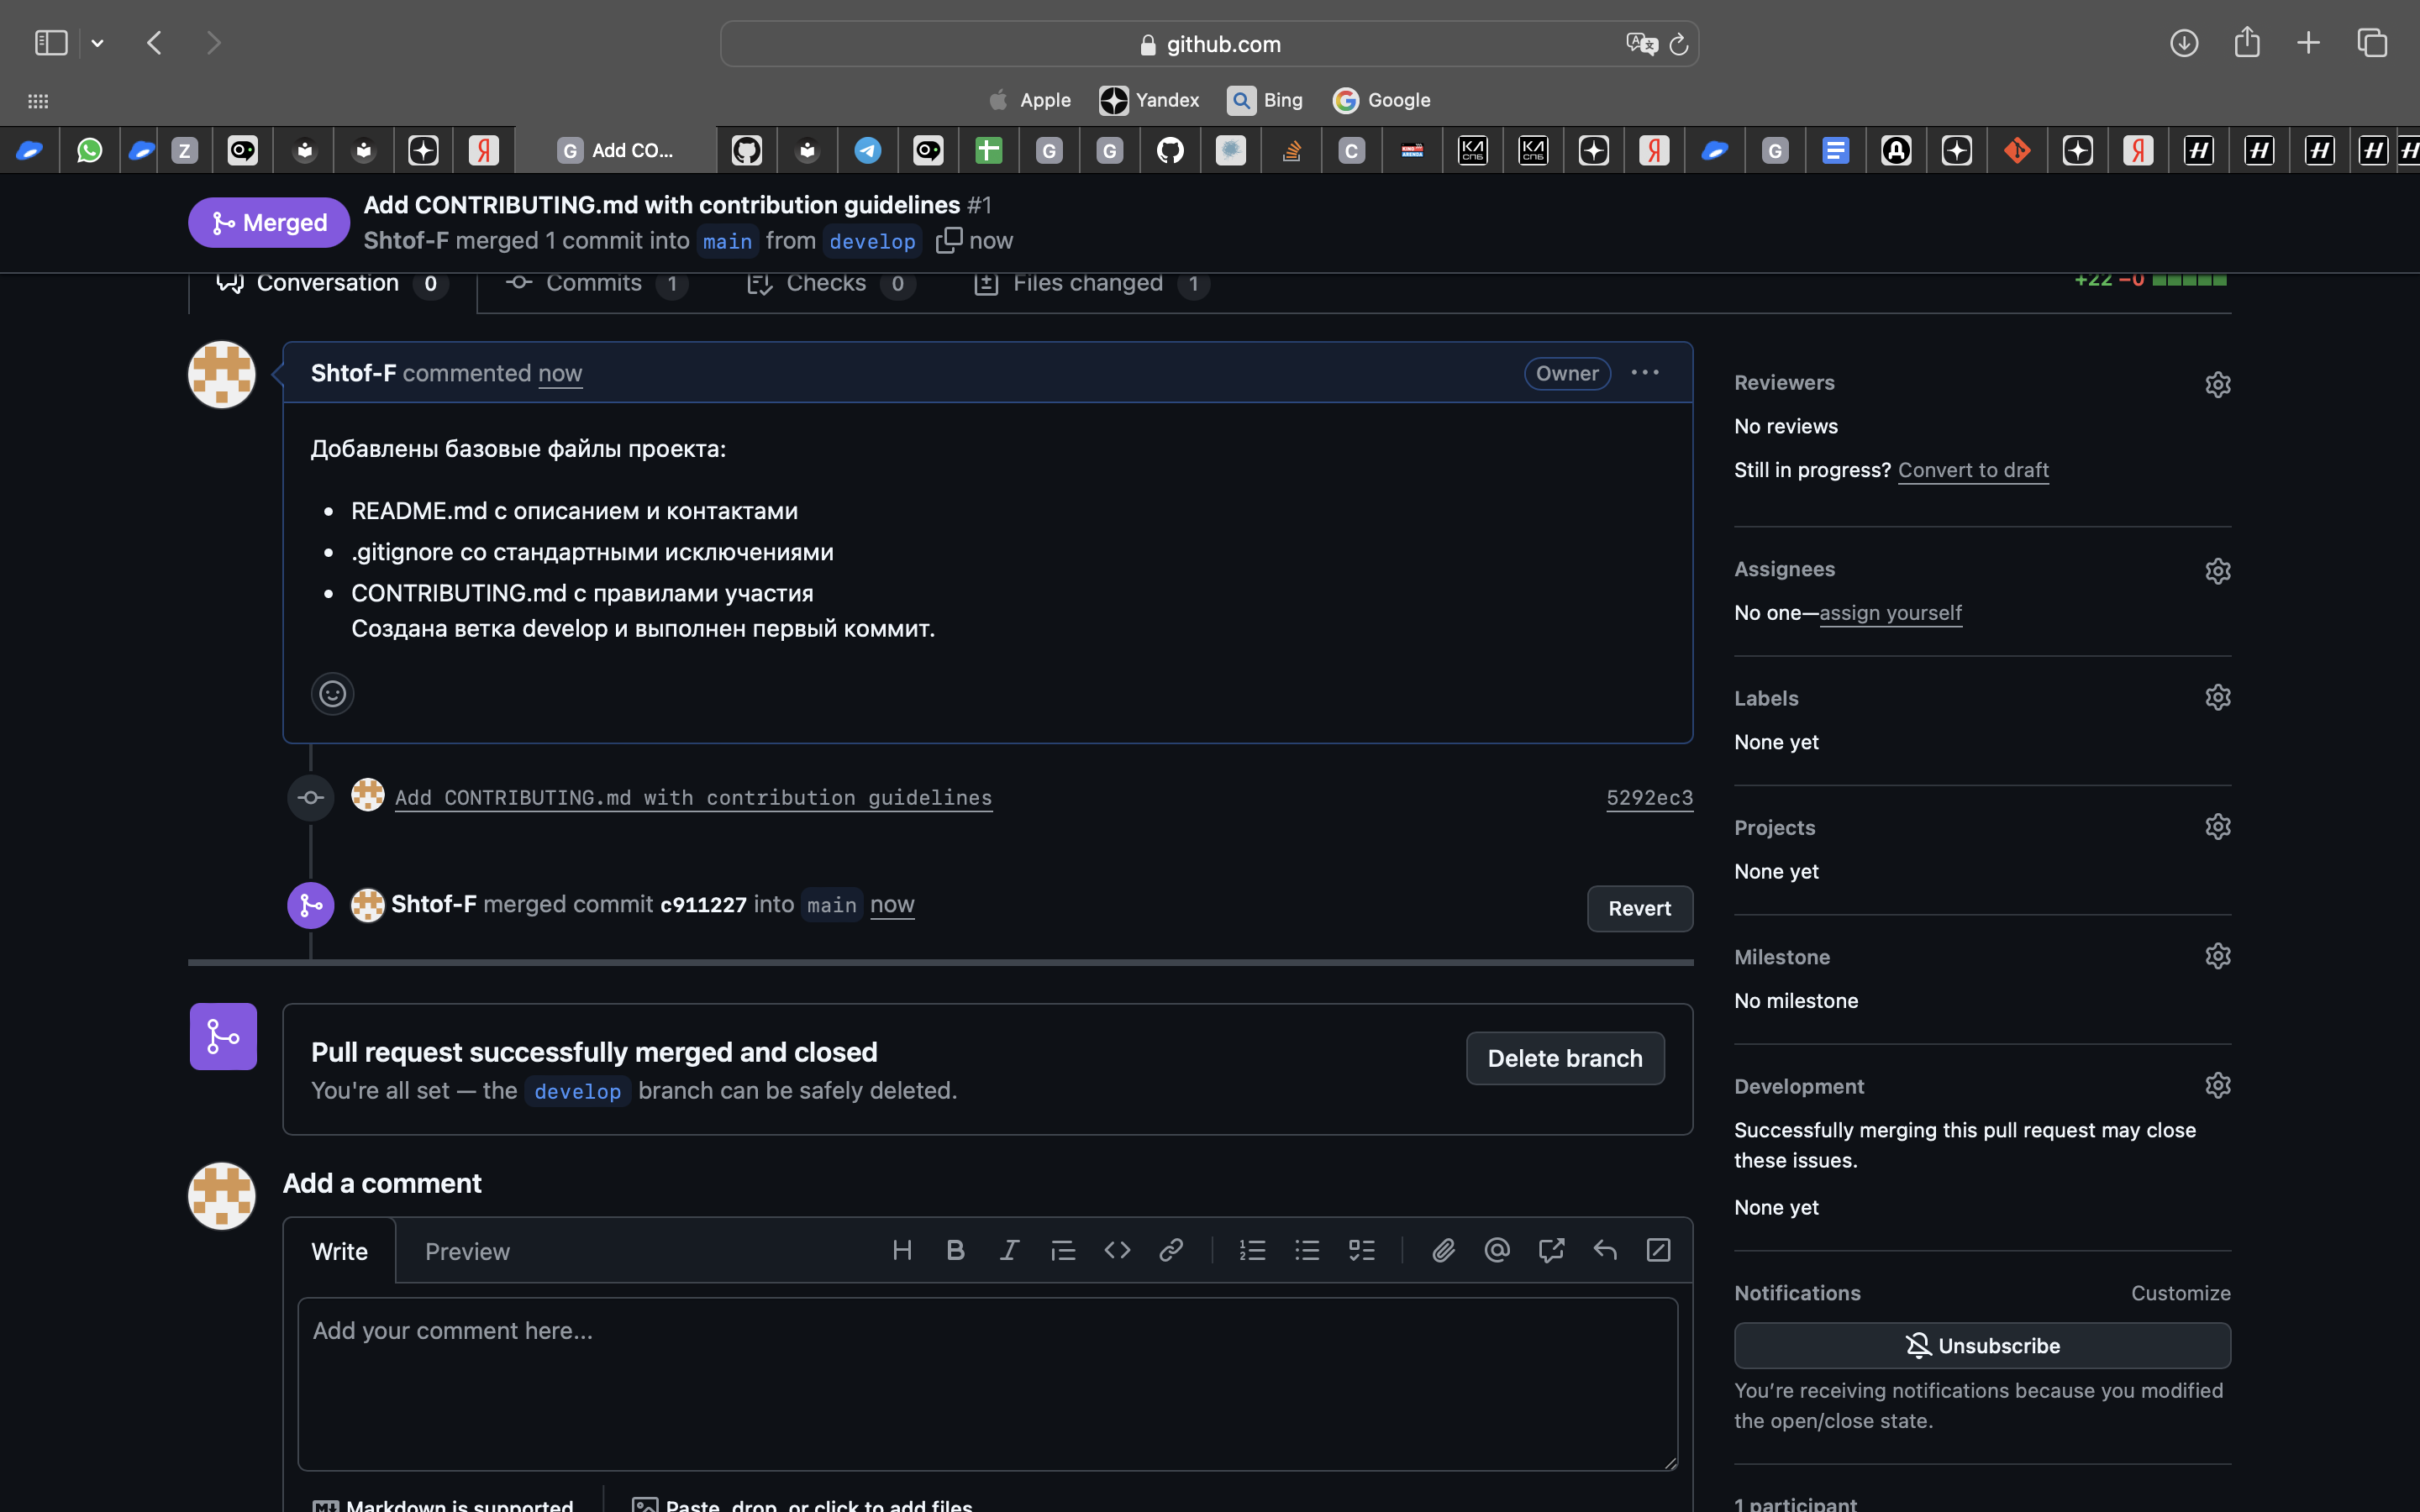 github.com
Apple Yandex Bing Google
Z Я G Add CO... G G C КЛ СПБ КЛ СПБ Я G Я H H H H H
Merged
Add CONTRIBUTING.md with contribution guidelines #1
Shtof-F merged 1 commit into main from develop now
Conversation 0 Commits 1 Checks 0 Files changed 1 +22 −0
Shtof-F commented now Owner
Добавлены базовые файлы проекта:
• README.md с описанием и контактами
• .gitignore со стандартными исключениями
• CONTRIBUTING.md с правилами участия
Создана ветка develop и выполнен первый коммит.
Add CONTRIBUTING.md with contribution guidelines 5292ec3
Shtof-F merged commit c911227 into main now Revert
Pull request successfully merged and closed
You're all set — the develop branch can be safely deleted.
Delete branch
Add a comment
Write Preview
Add your comment here...
Markdown is supported Paste, drop, or click to add files
Reviewers
No reviews
Still in progress? Convert to draft
Assignees
No one—assign yourself
Labels
None yet
Projects
None yet
Milestone
No milestone
Development
Successfully merging this pull request may close
these issues.
None yet
Notifications Customize
Unsubscribe
You’re receiving notifications because you modified
the open/close state.
1 participant